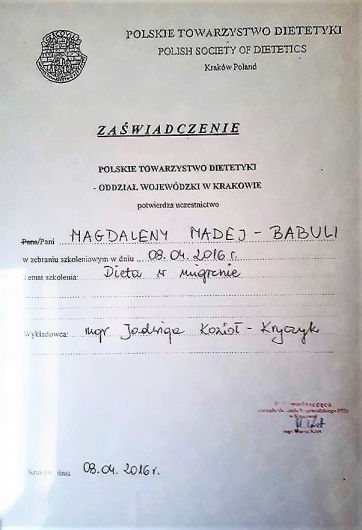 POLSKIE TOWARZYSTWO DIETETYKI
POLISH SOCIETY OF DIETETICS
Kraków Poland
ZAŚWIADCZENIE
POLSKIE TOWARZYSTWO DIETETYKI
- ODDZIAŁ WOJEWÓDZKI W KRAKOWIE
potwierdza uczestnictwo
Pana/Pani MAGDALENY MADEJ - BABULI
w zebraniu szkoleniowym w dniu 08.04.2016 r.
Temat szkolenia: Dieta w migrenie
Wykładowca: mgr Jadwiga Kozioł - Kryczyk
Kraków, dnia 08.04.2016r.